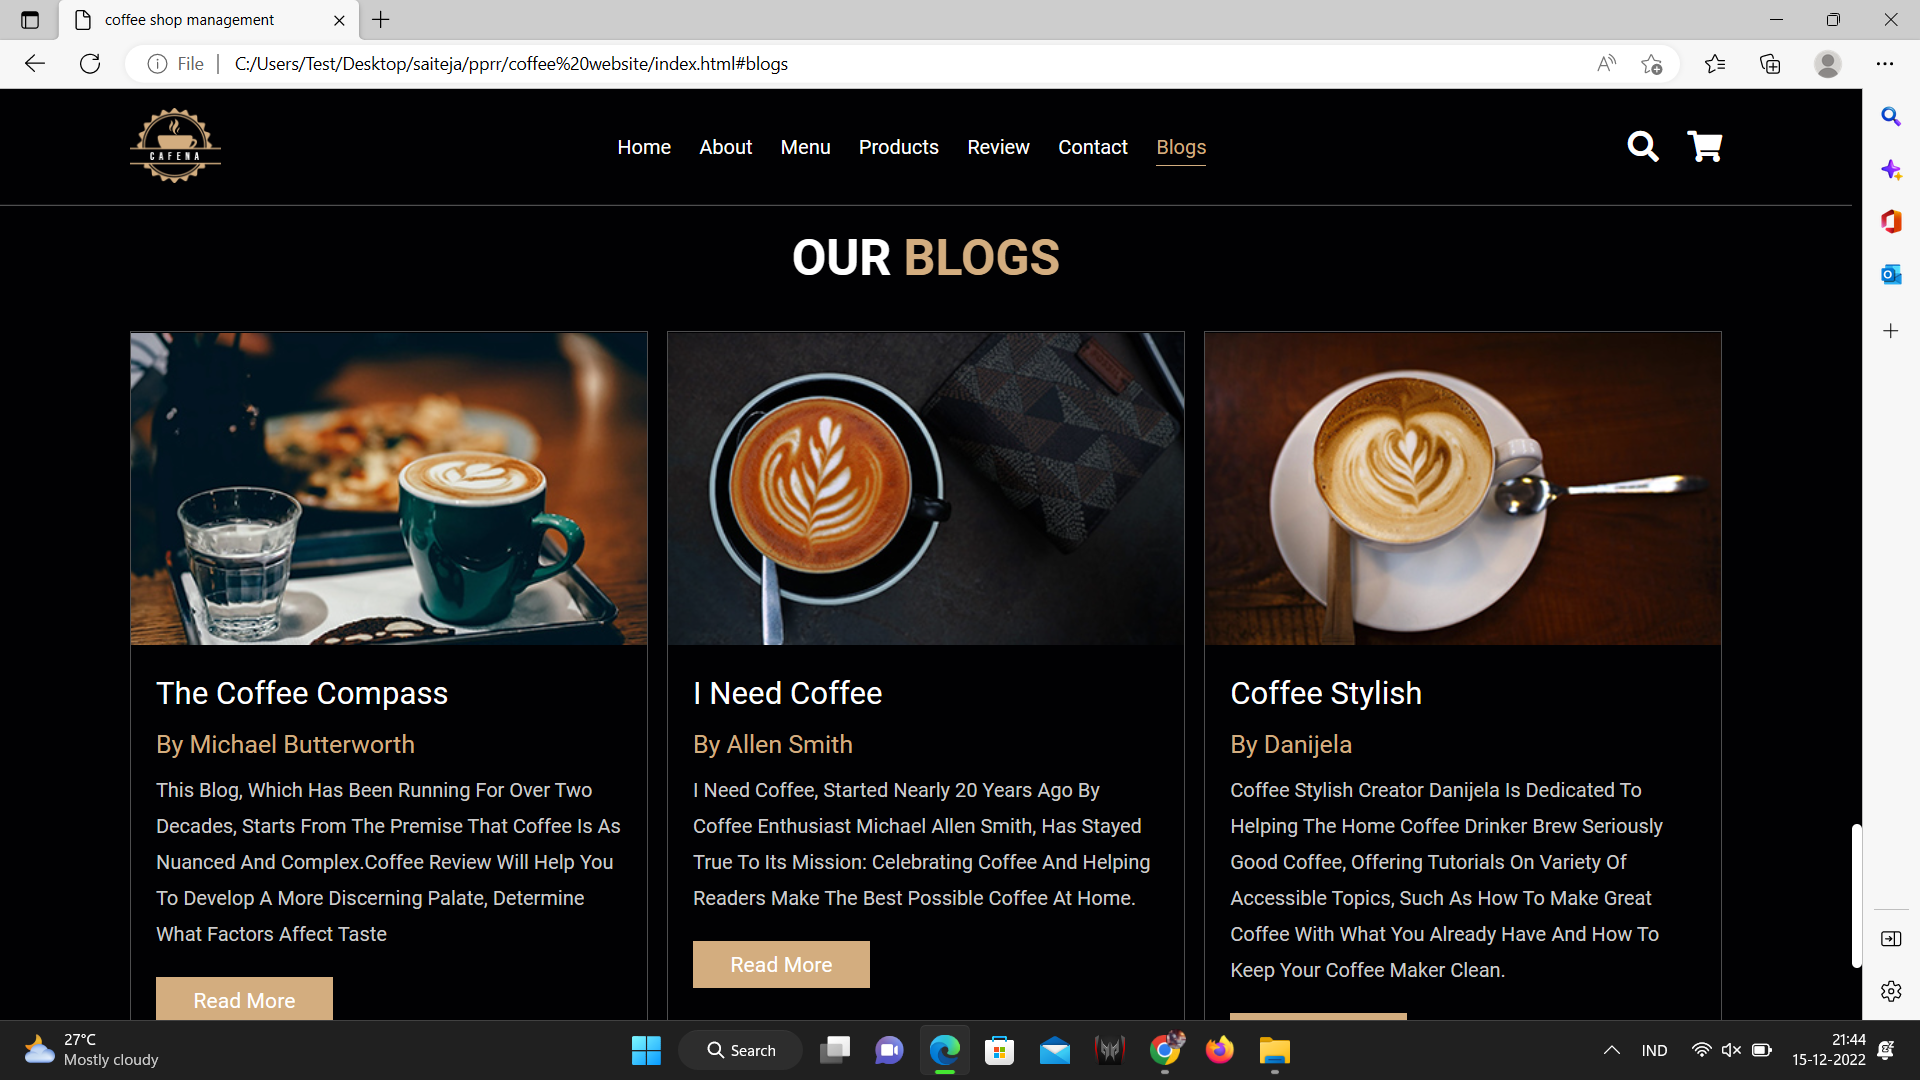 coffee shop management
File
C:/Users/Test/Desktop/saiteja/pprr/coffee%20website/index.html#blogs
CAFENA
Home About Menu Products Review Contact Blogs
OUR BLOGS
The Coffee Compass
By Michael Butterworth
This Blog, Which Has Been Running For Over Two
Decades, Starts From The Premise That Coffee Is As
Nuanced And Complex.Coffee Review Will Help You
To Develop A More Discerning Palate, Determine
What Factors Affect Taste
Read More
I Need Coffee
By Allen Smith
I Need Coffee, Started Nearly 20 Years Ago By
Coffee Enthusiast Michael Allen Smith, Has Stayed
True To Its Mission: Celebrating Coffee And Helping
Readers Make The Best Possible Coffee At Home.
Read More
Coffee Stylish
By Danijela
Coffee Stylish Creator Danijela Is Dedicated To
Helping The Home Coffee Drinker Brew Seriously
Good Coffee, Offering Tutorials On Variety Of
Accessible Topics, Such As How To Make Great
Coffee With What You Already Have And How To
Keep Your Coffee Maker Clean.
27°C
Mostly cloudy
Search
IND
21:44
15-12-2022